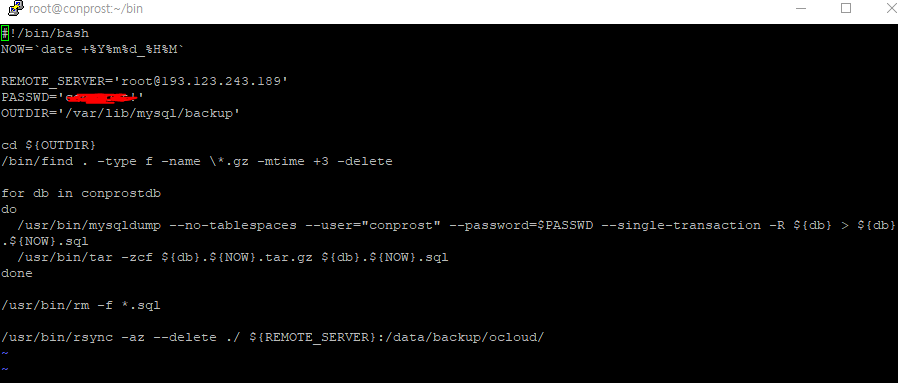 root@conprost:~/bin
#!/bin/bash
NOW=`date +%Y%m%d_%H%M`
REMOTE_SERVER='root@193.123.243.189'
PASSWD=' '
OUTDIR='/var/lib/mysql/backup'
cd ${OUTDIR}
/bin/find . -type f -name \*.gz -mtime +3 -delete
for db in conprostdb
do
/usr/bin/mysqldump --no-tablespaces --user="conprost" --password=$PASSWD --single-transaction -R ${db} > ${db}
.${NOW}.sql
/usr/bin/tar -zcf ${db}.${NOW}.tar.gz ${db}.${NOW}.sql
done
/usr/bin/rm -f *.sql
/usr/bin/rsync -az --delete ./ ${REMOTE_SERVER}:/data/backup/ocloud/
~
~